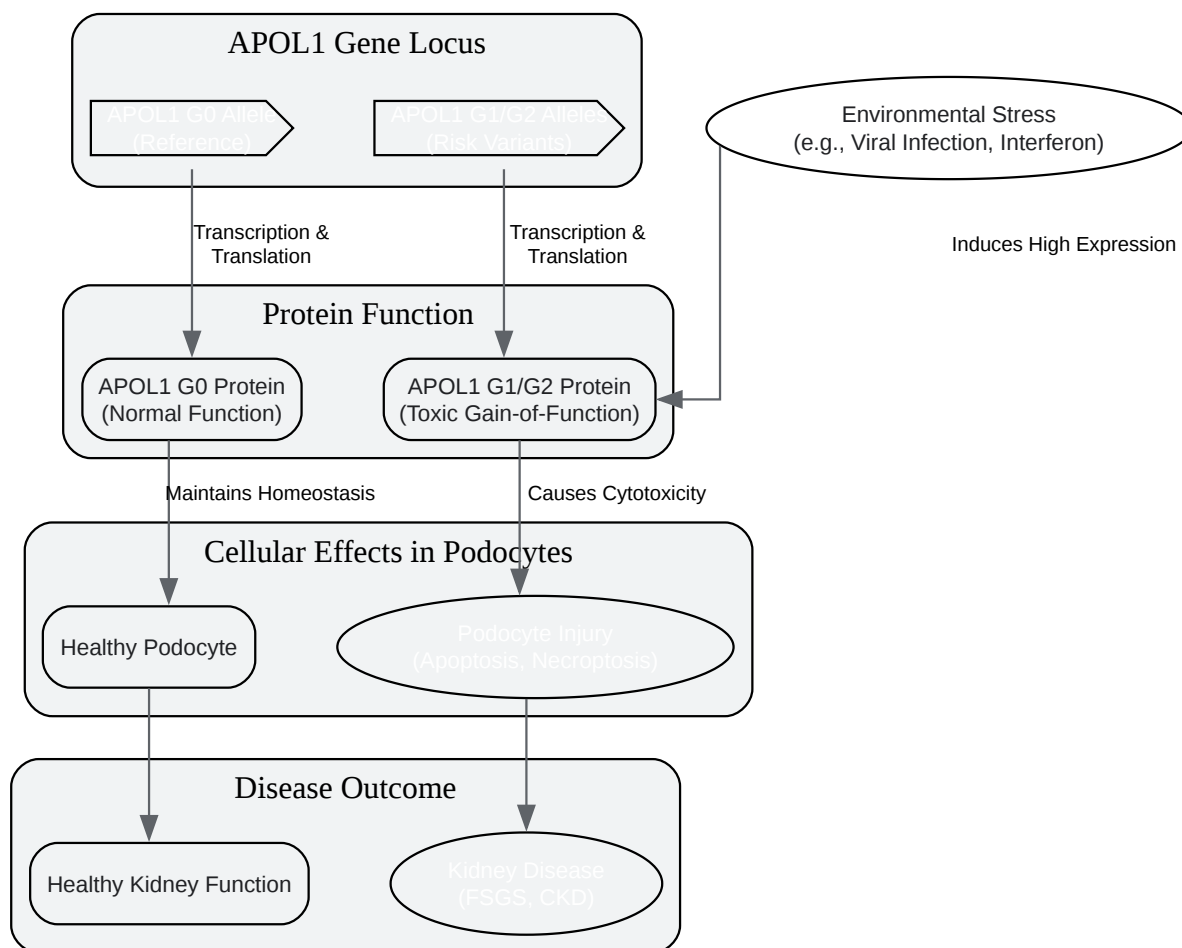 APOL1 Gene Locus
APOL1 G0 Allele
(Reference)
APOL1 G1/G2 Alleles
(Risk Variants)
Environmental Stress
(e.g., Viral Infection, Interferon)
Transcription &
Translation
Transcription &
Translation
Induces High Expression
Protein Function
APOL1 G0 Protein
(Normal Function)
APOL1 G1/G2 Protein
(Toxic Gain-of-Function)
Maintains Homeostasis
Causes Cytotoxicity
Cellular Effects in Podocytes
Healthy Podocyte
Podocyte Injury
(Apoptosis, Necroptosis)
Disease Outcome
Healthy Kidney Function
Kidney Disease
(FSGS, CKD)